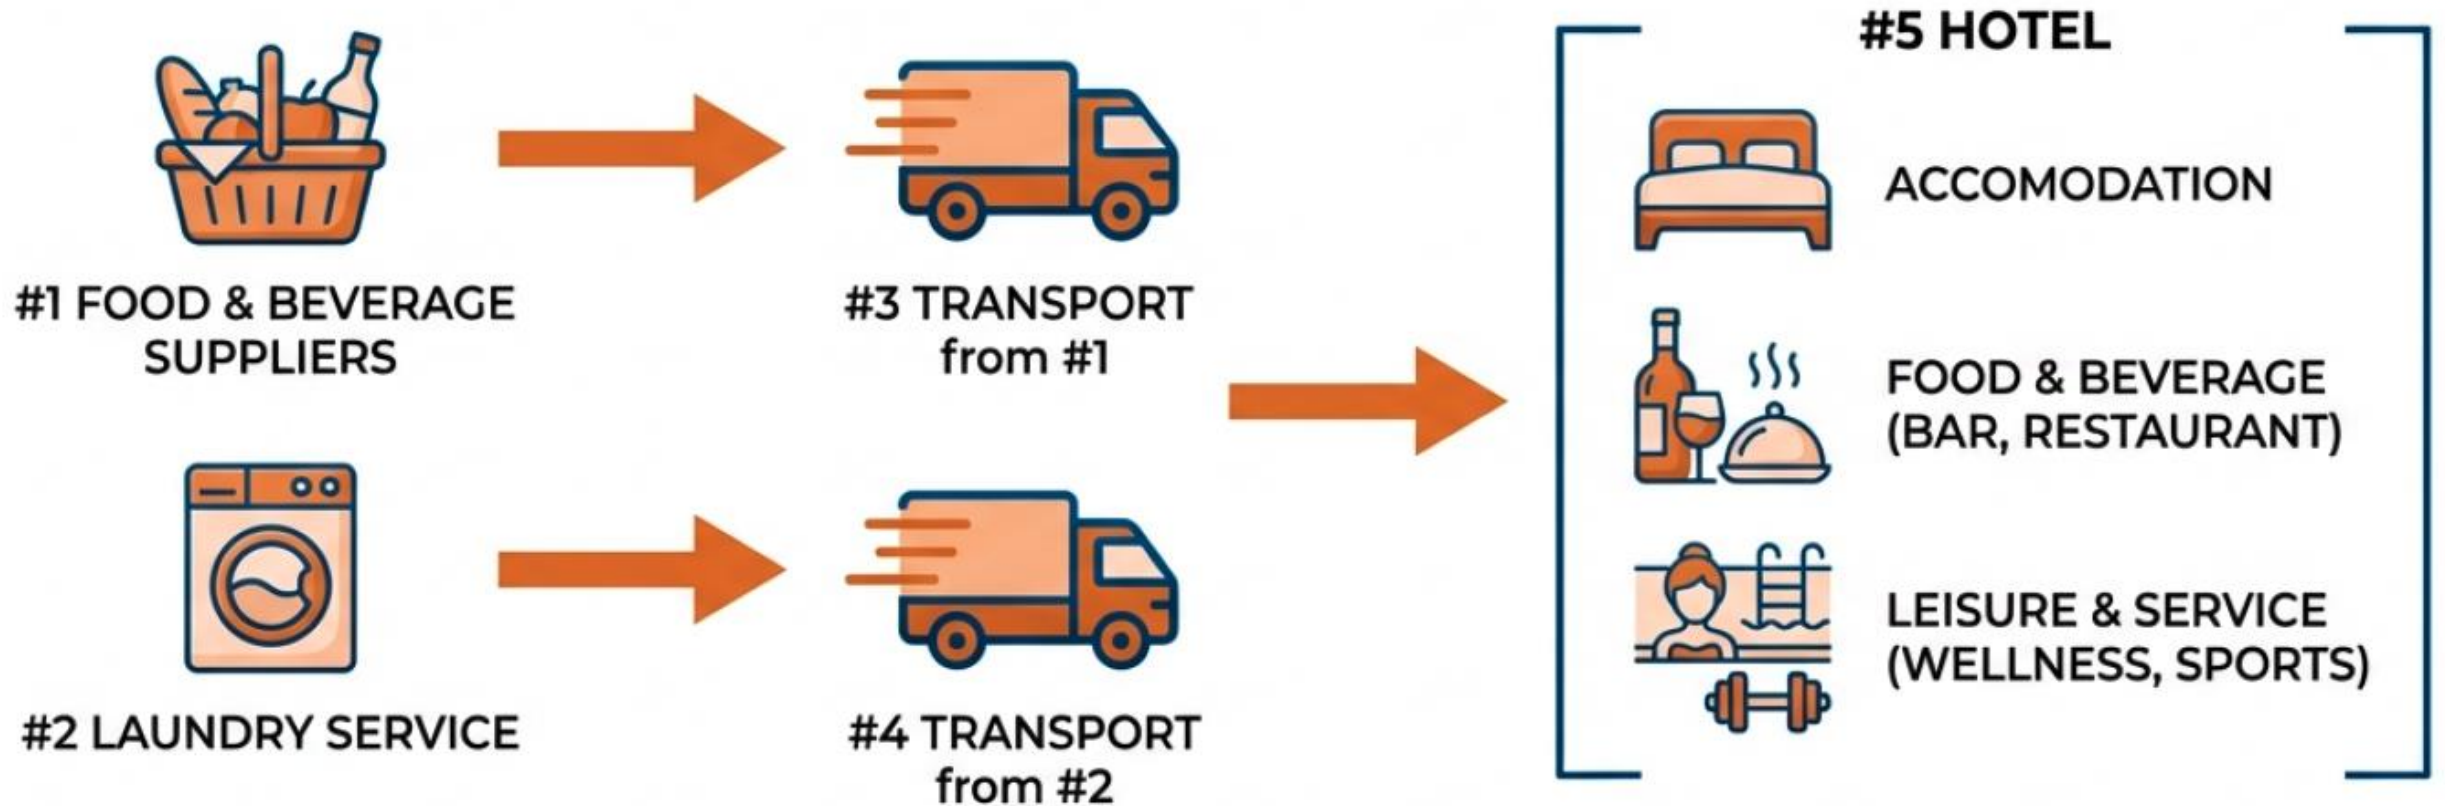 #1 FOOD & BEVERAGE
SUPPLIERS
#3 TRANSPORT
from #1
#2 LAUNDRY SERVICE
#4 TRANSPORT
from #2
#5 HOTEL
ACCOMODATION
FOOD & BEVERAGE
(BAR, RESTAURANT)
LEISURE & SERVICE
(WELLNESS, SPORTS)